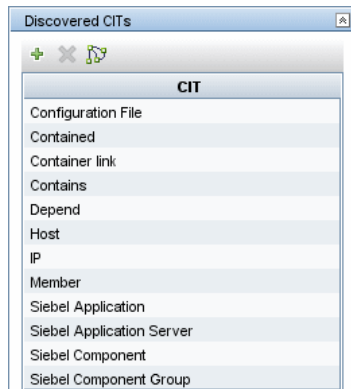 Discovered CITs
CIT
Configuration File
Contained
Container link
Contains
Depend
Host
IP
Member
Siebel Application
Siebel Application Server
Siebel Component
Siebel Component Group